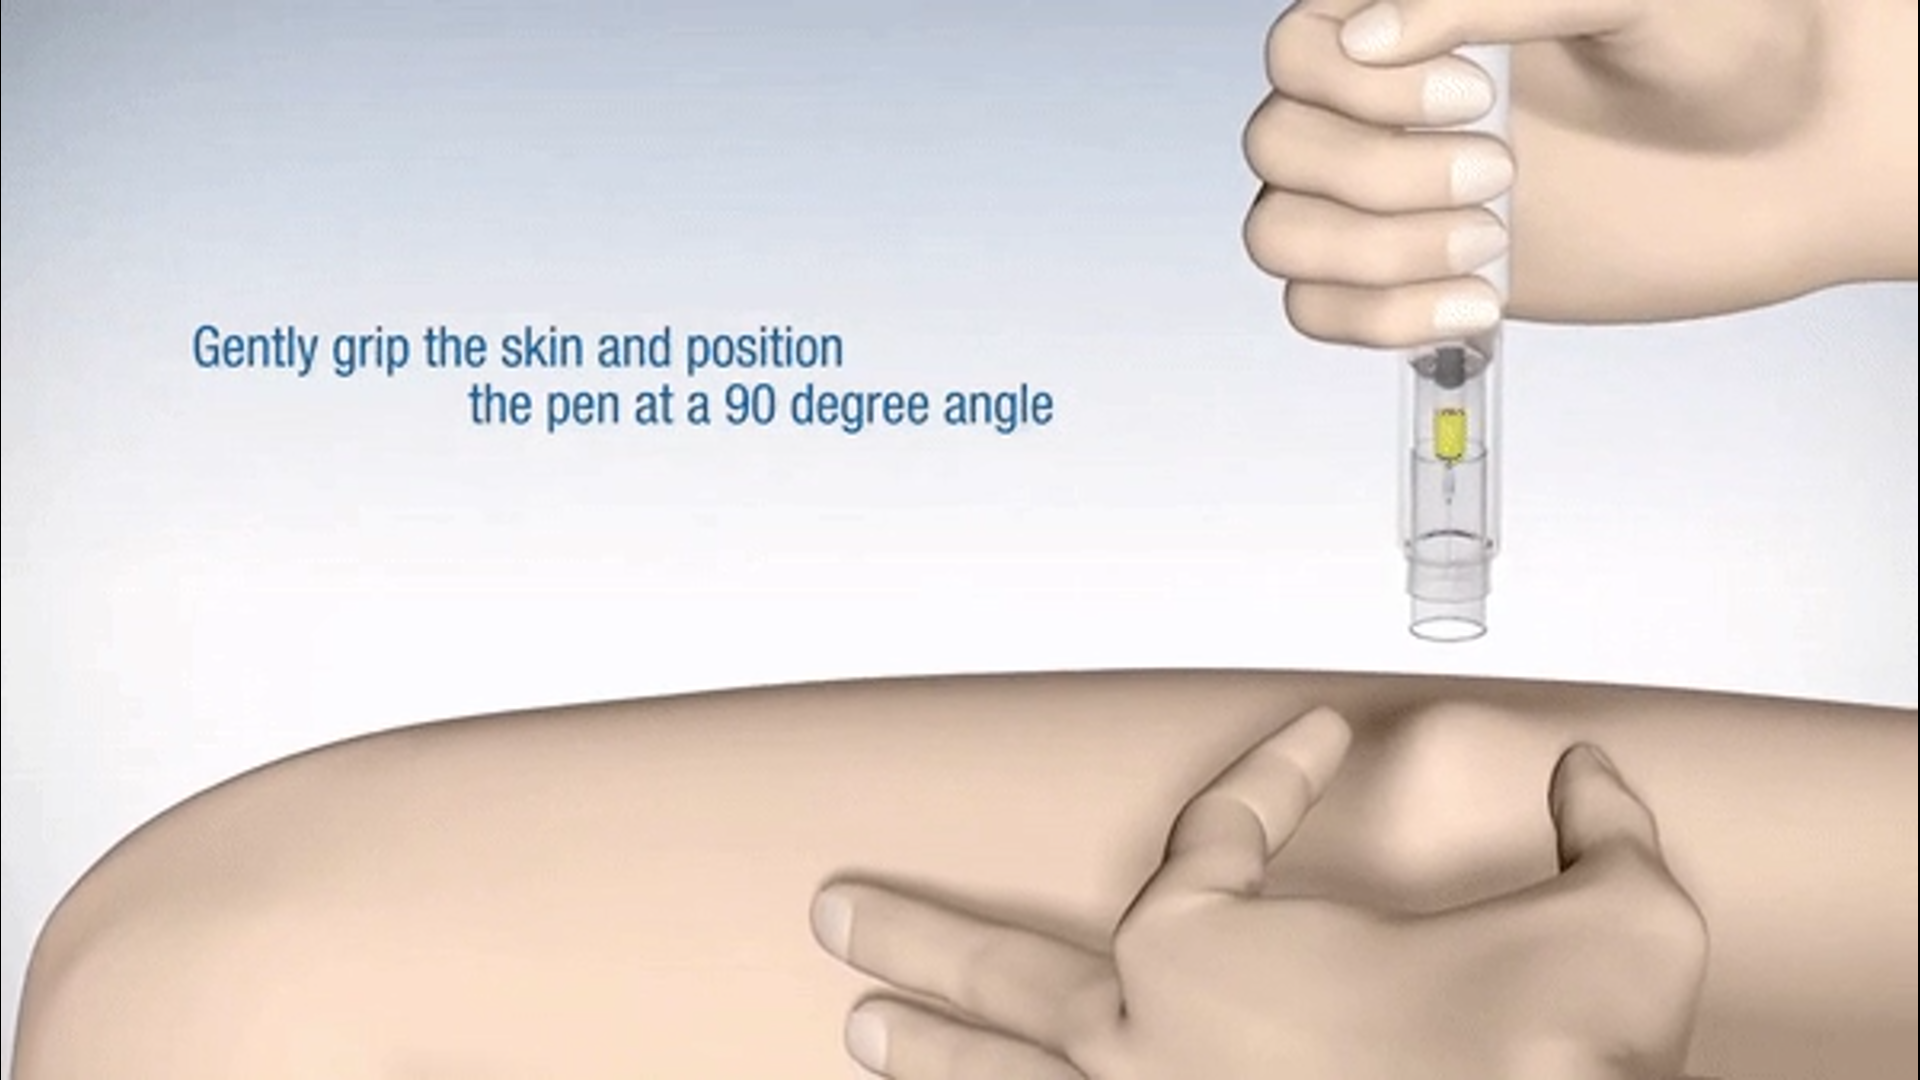 Gently grip the skin and position
the pen at a 90 degree angle